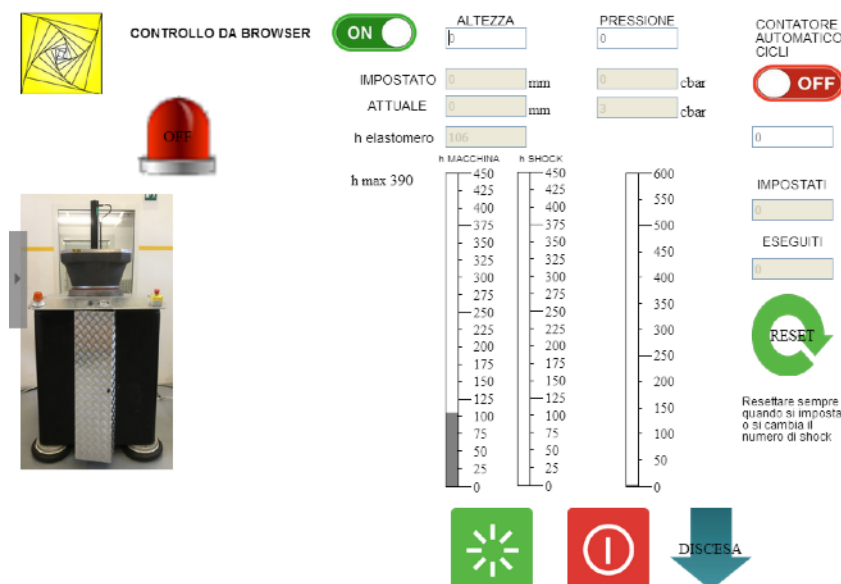 CONTROLLO DA BROWSER
ON
ALTEZZA
PRESSIONE
CONTATORE
AUTOMATICO
CICLI
0
0
OFF
IMPOSTATO
0
mm
0
cbar
ATTUALE
0
mm
3
cbar
OFF
h elastomero
106
0
h MACCHINA
h SHOCK
h max 390
450
425
400
375
350
325
300
275
250
225
200
175
150
125
100
75
50
25
0
450
425
400
375
350
325
300
275
250
225
200
175
150
125
100
75
50
25
0
600
550
500
450
400
350
300
250
200
150
100
50
0
IMPOSTATI
0
ESEGUITI
0
RESET
Resettare sempre
quando si imposta
o si cambia il
numero di shock
DISCESA